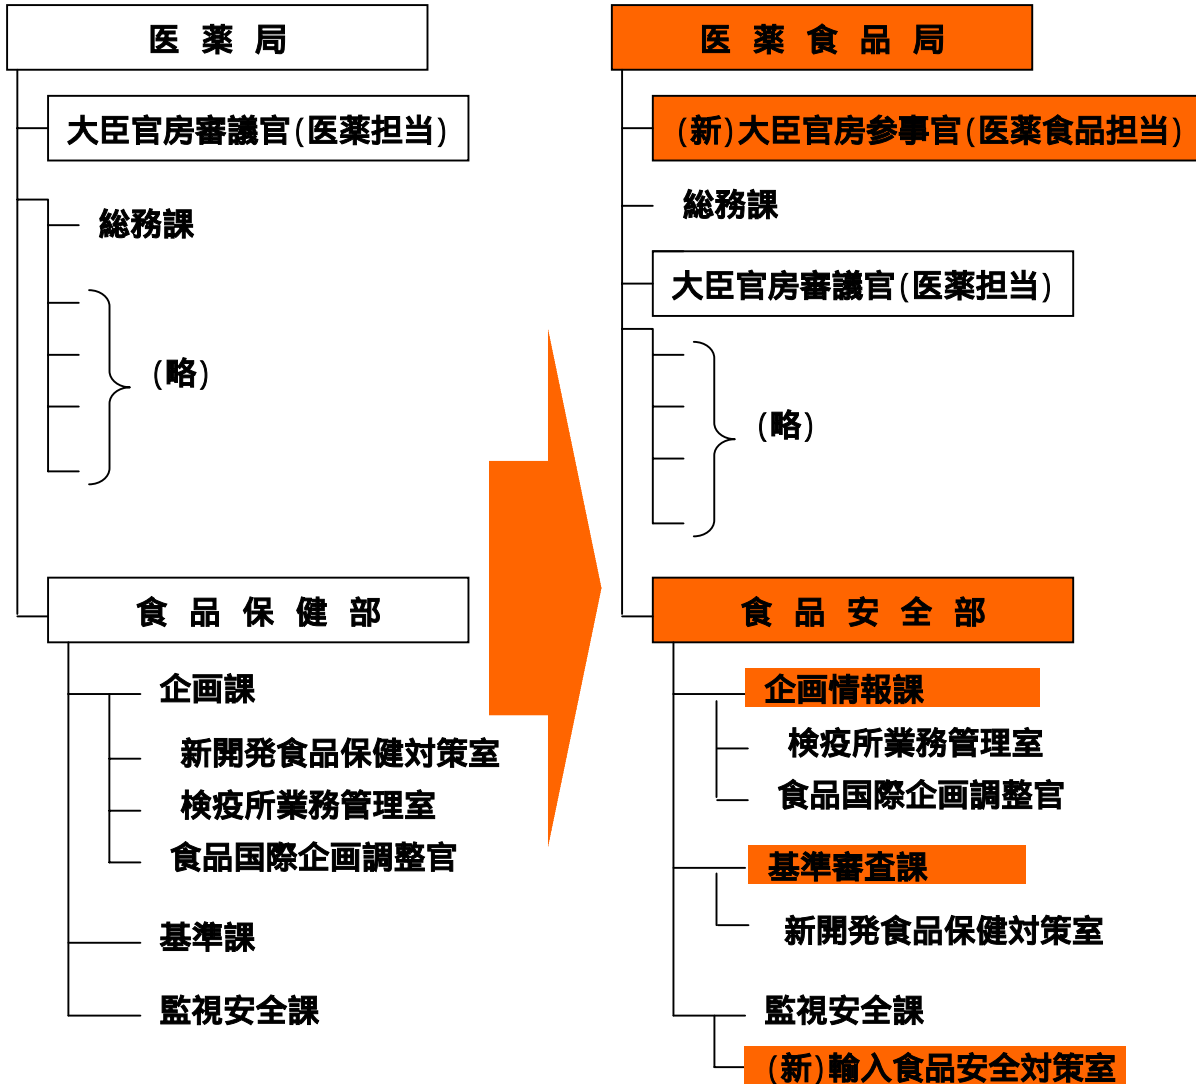 医薬局
大臣官房審議官(医薬担当)
総務課
(略)
食品保健部
企画課
新開発食品保健対策室
検疫所業務管理室
食品国際企画調整官
基準課
監視安全課
医薬食品局
(新)大臣官房参事官(医薬食品担当)
総務課
大臣官房審議官(医薬担当)
(略)
食品安全部
企画情報課
検疫所業務管理室
食品国際企画調整官
基準審査課
新開発食品保健対策室
監視安全課
(新)輸入食品安全対策室